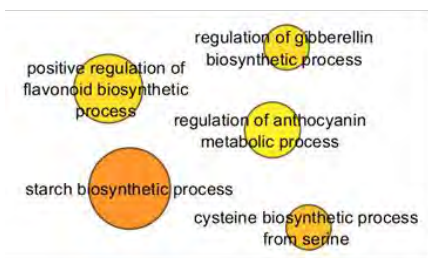 regulation of gibberellin
biosynthetic process
positive regulation of
flavonoid biosynthetic
process
regulation of anthocyanin
metabolic process
starch biosynthetic process
cysteine biosynthetic process
from serine